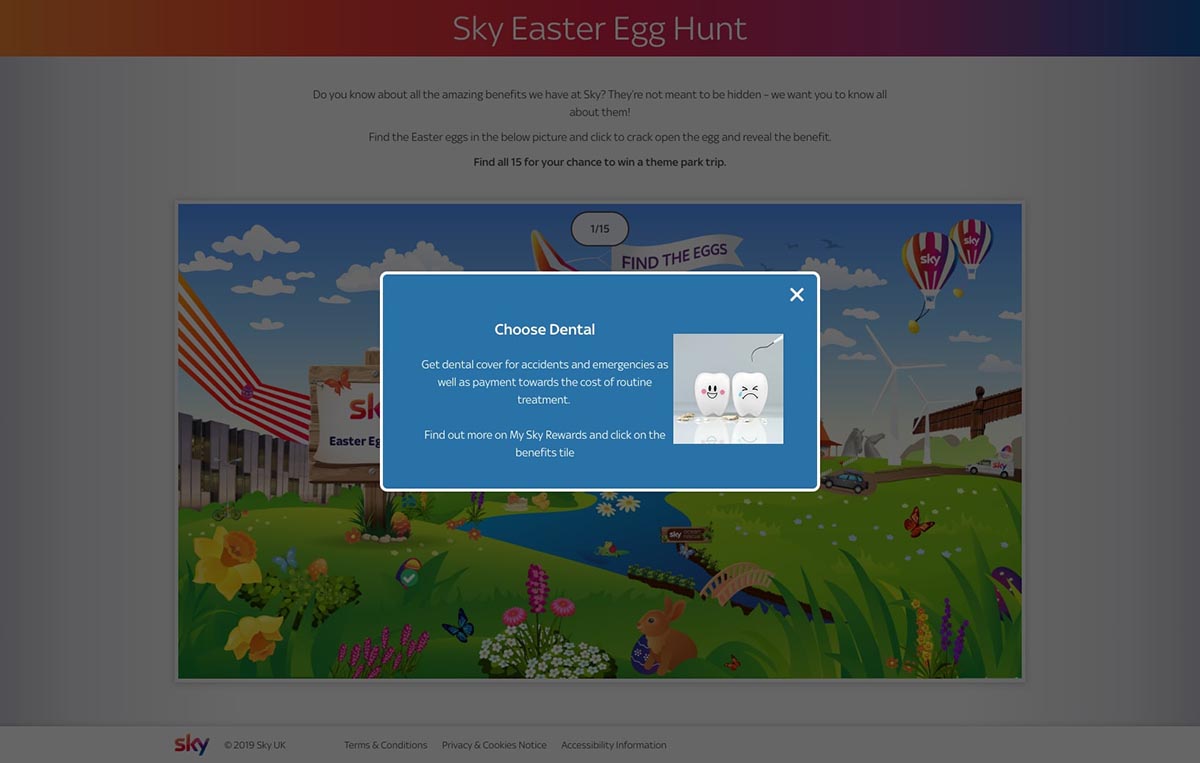 Sky Easter Egg Hunt
Do you know about all the amazing benefits we have at Sky? They're not meant to be hidden – we want you to know all
about them!
Find the Easter eggs in the below picture and click to crack open the egg and reveal the benefit.
Find all 15 for your chance to win a theme park trip.
1/15
FIND THE EGGS
sky
sky
Choose Dental
Get dental cover for accidents and emergencies as
well as payment towards the cost of routine
treatment.
Find out more on My Sky Rewards and click on the
benefits tile
sk
Easter Eg
sky
sky OCEAN RESCUE
sky
© 2019 Sky UK
Terms & Conditions
Privacy & Cookies Notice
Accessibility Information